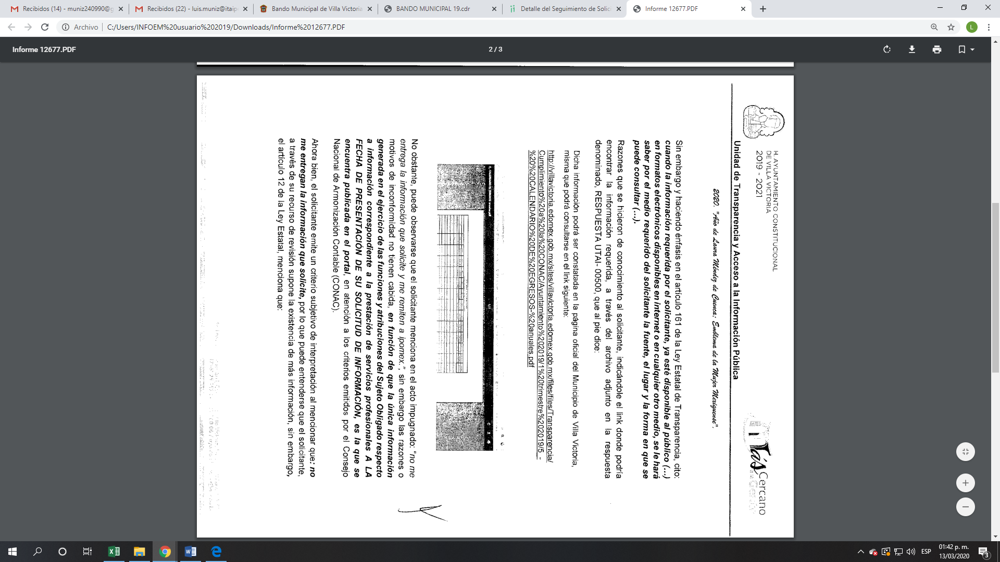 Recibidos (14) - muniz240990@g
Recibidos (22) - luis.muniz@itaip
Bando Municipal de Villa Victoria
BANDO MUNICIPAL 19.cdr
Detalle del Seguimiento de Solici
Informe 12677.PDF
Archivo
C:/Users/INFOEM%20usuario%202019/Downloads/Informe%2012677.PDF
L
Informe 12677.PDF
2 / 3
H. AYUNTAMIENTO CONSTITUCIONAL
DE VILLA VICTORIA
2019 - 2021
Más
Cercano
Unidad de Transparencia y Acceso a la Información Pública
2020. "Año de Laura Méndez de Cuenca; Emblema de la Mujer Mexiquense".
Sin embargo y haciendo énfasis en el artículo 161 de la Ley Estatal de Transparencia, cito:
cuando la información requerida por el solicitante, ya esté disponible al público (...)
en formatos electrónicos disponibles en internet o en cualquier otro medio, se le hará
saber por el medio requerido del solicitante la fuente, el lugar y la forma en que se
puede consultar (...).
Razones que se hicieron de conocimiento al solicitante, indicándole el link donde podría
encontrar la información requerida, a través del archivo adjunto en la respuesta
denominado, RESPUESTA UTAI- 00500, que al pie dice:
Dicha información podrá ser constatada en la página oficial del Municipio de Villa Victoria,
misma que podrá consultarse en el link siguiente:
http://villavictoria.edomex.gob.mx/sites/villavictoria.edomex.gob.mx/files/files/Transparencia/
Cumplimiento%20a%20la%20CONAC/Ayuntamiento%202019/1%20trimestre%202019/5_-
%20%20CALENDARIO%20DE%20EGRESOS-%20anuales.pdf
No obstante, puede observarse que el solicitante menciona en el acto impugnado: "no me
entrega la información que solicite y me remiten a ipomex.", sin embargo las razones o
motivos de inconformidad no tienen cabida, en función de que la única información
generada en el ejercicio de las funciones y atribuciones del Sujeto Obligado respecto
a información correspondiente a la prestación de servicios profesionales A LA
FECHA DE PRESENTACIÓN DE SU SOLICITUD DE INFORMACIÓN, es la que se
encuentra publicada en el portal, en atención a los criterios emitidos por el Consejo
Nacional de Armonización Contable (CONAC).
Ahora bien, el solicitante emite un criterio subjetivo de interpretación al mencionar que: no
me entregan la información que solicite, por lo que puede entenderse que el solicitante,
a través de su recurso de revisión supone la existencia de más información, sin embargo,
el artículo 12 de la Ley Estatal, menciona que:
ESP
01:42 p. m.
13/03/2020
3